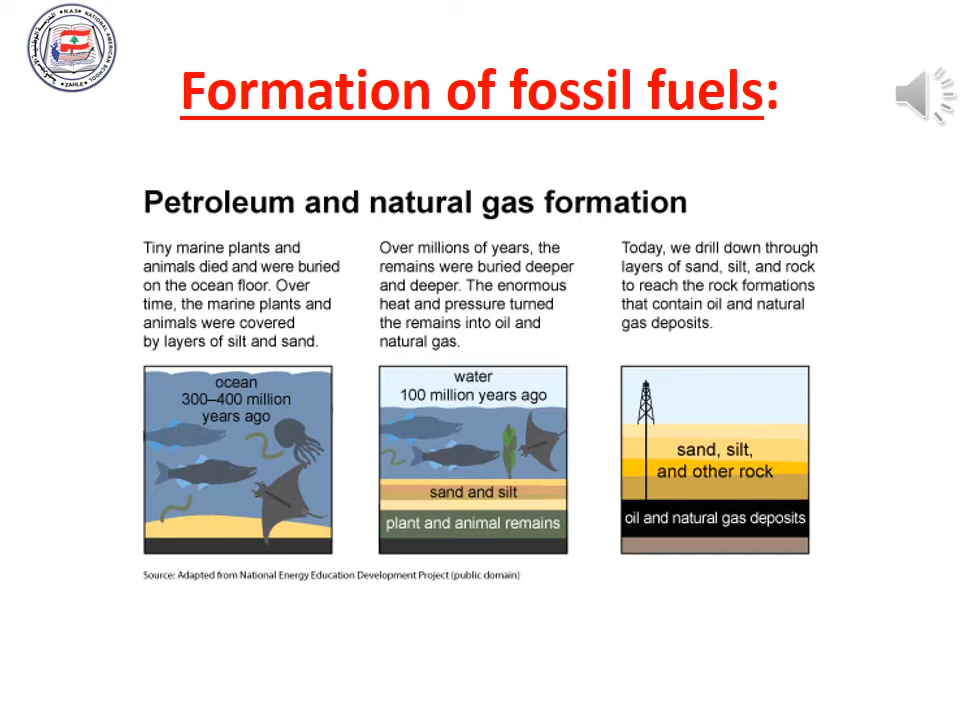 N.A.S
NATIONAL AMERICAN SCHOOL
ZAHLE
Formation of fossil fuels:
Petroleum and natural gas formation
Tiny marine plants and
animals died and were buried
on the ocean floor. Over
time, the marine plants and
animals were covered
by layers of silt and sand.
Over millions of years, the
remains were buried deeper
and deeper. The enormous
heat and pressure turned
the remains into oil and
natural gas.
Today, we drill down through
layers of sand, silt, and rock
to reach the rock formations
that contain oil and natural
gas deposits.
ocean
300–400 million
years ago
water
100 million years ago
sand and silt
plant and animal remains
sand, silt,
and other rock
oil and natural gas deposits
Source: Adapted from National Energy Education Development Project (public domain)